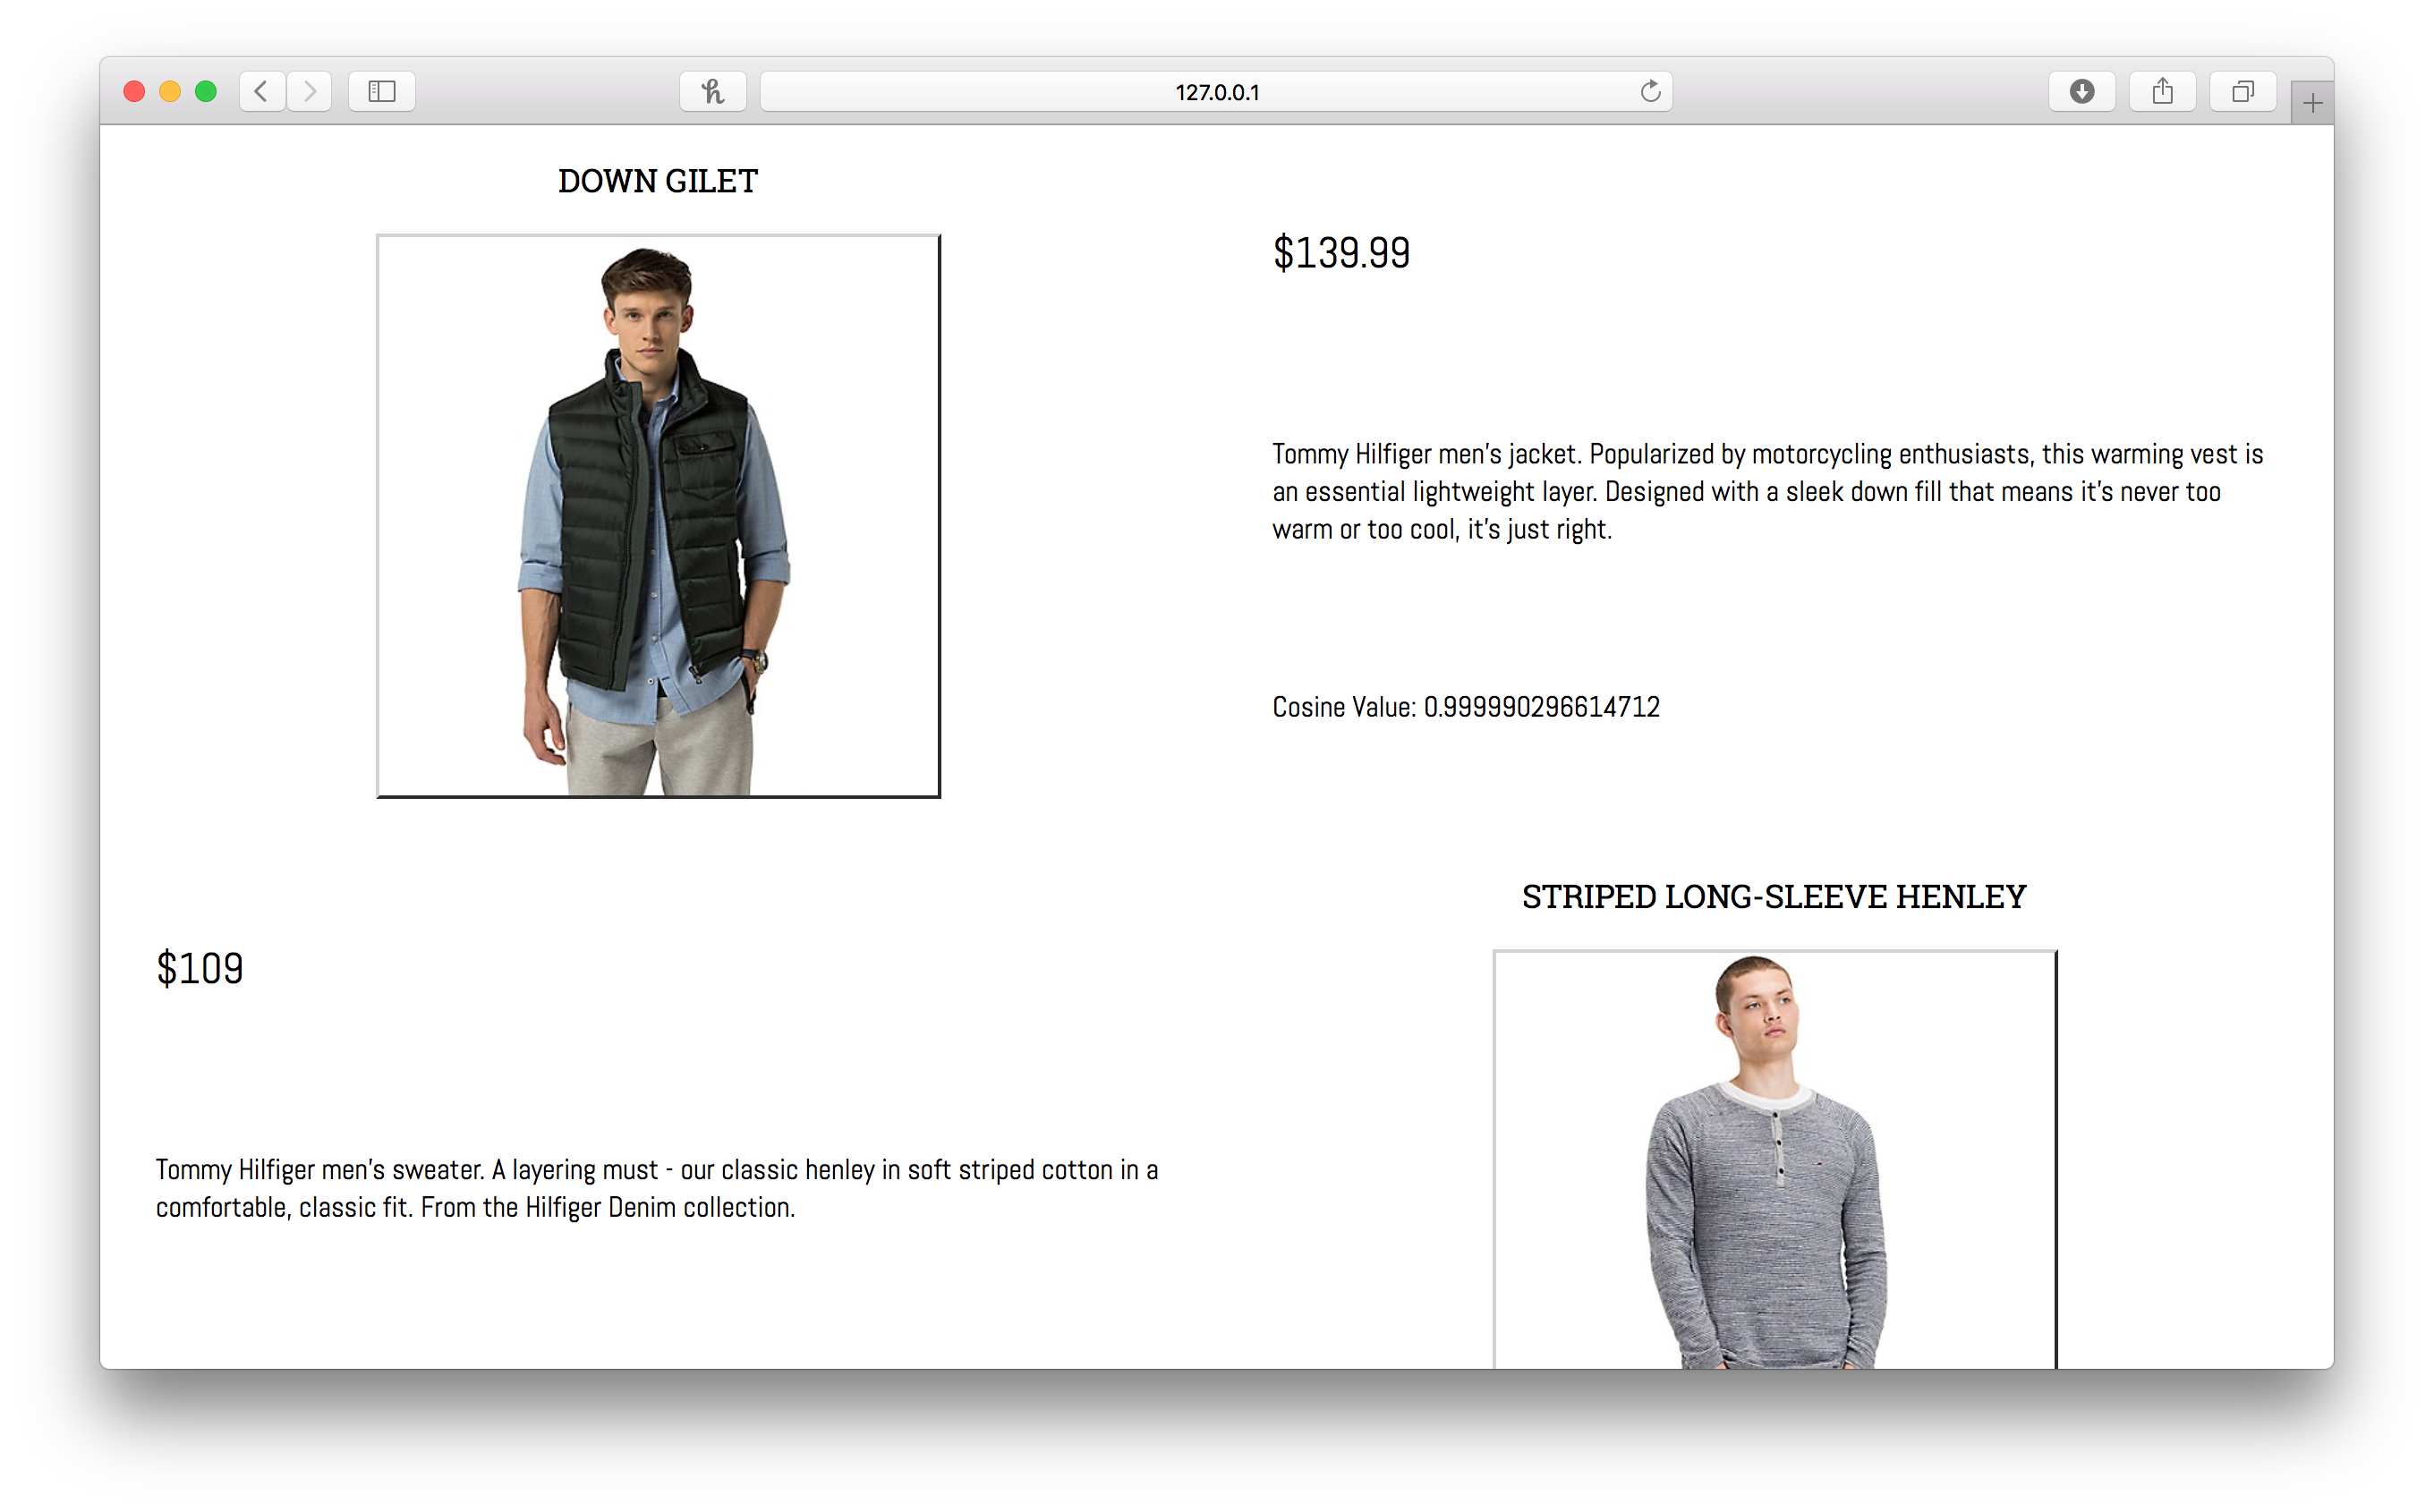 127.0.0.1
DOWN GILET
$139.99
Tommy Hilfiger men's jacket. Popularized by motorcycling enthusiasts, this warming vest is
an essential lightweight layer. Designed with a sleek down fill that means it's never too
warm or too cool, it's just right.
Cosine Value: 0.999990296614712
STRIPED LONG-SLEEVE HENLEY
$109
Tommy Hilfiger men's sweater. A layering must - our classic henley in soft striped cotton in a
comfortable, classic fit. From the Hilfiger Denim collection.